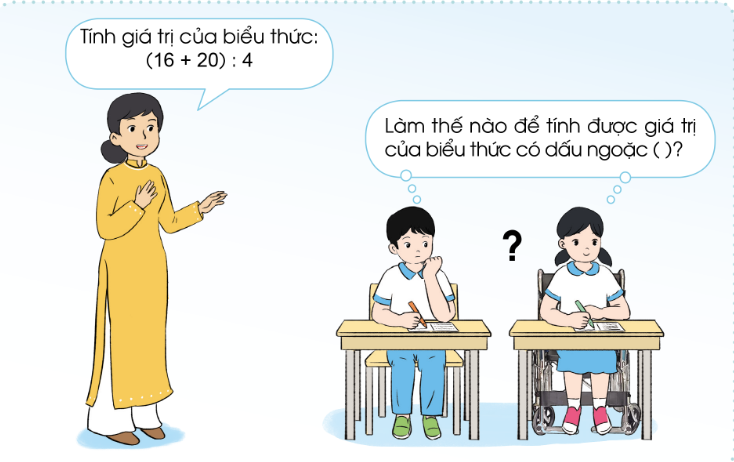 Tính giá trị của biểu thức:
(16 + 20) : 4
Làm thế nào để tính được giá trị
của biểu thức có dấu ngoặc ( )?
?